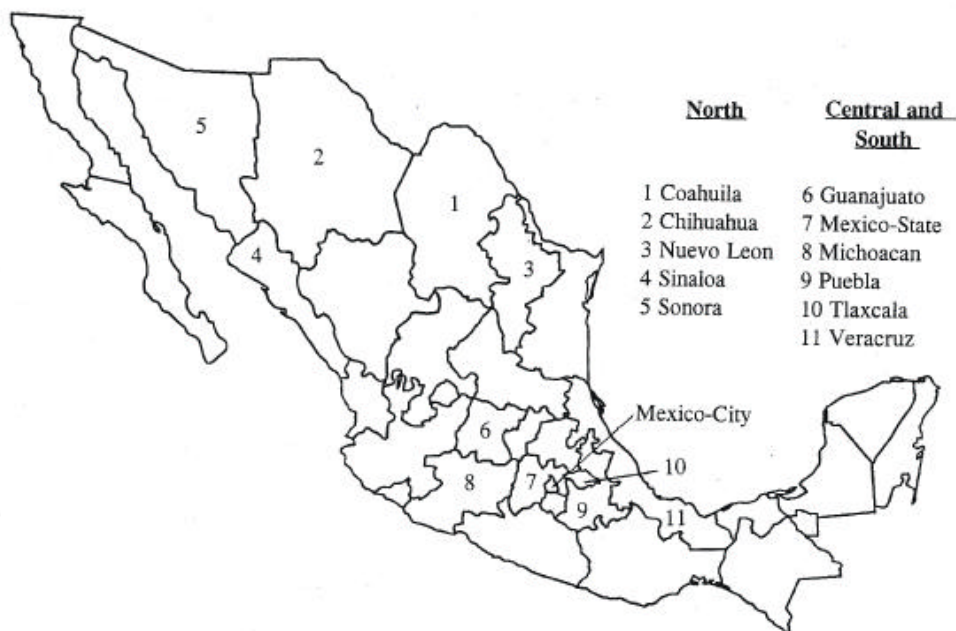 North
Central and
South
1 Coahuila
2 Chihuahua
3 Nuevo Leon
4 Sinaloa
5 Sonora
6 Guanajuato
7 Mexico-State
8 Michoacan
9 Puebla
10 Tlaxcala
11 Veracruz
5
2
1
4
3
Mexico-City
6
10
8
7
9
11